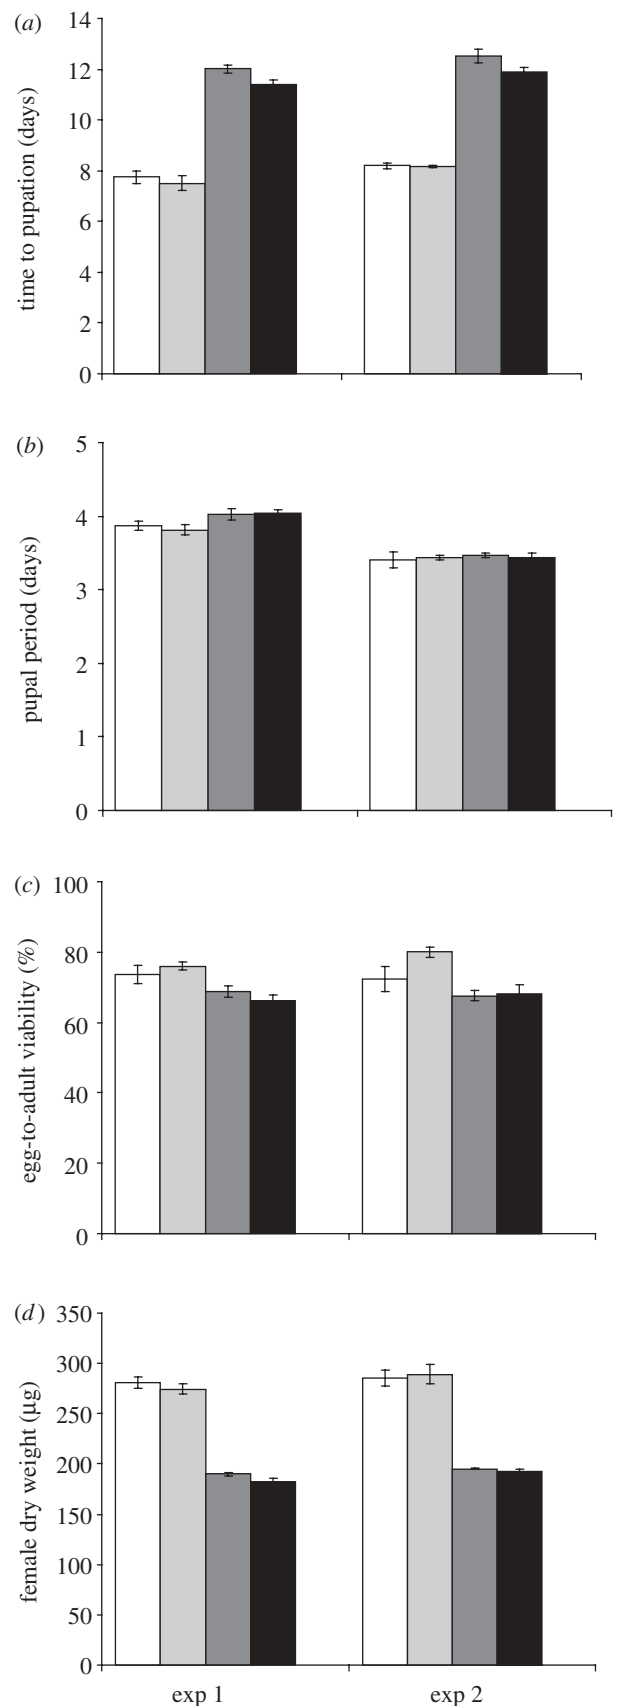 (a)
14
12
10
8
6
4
2
0
time to pupation (days)
(b)
5
4
3
2
1
0
pupal period (days)
(c)
100
80
60
40
20
0
egg-to-adult viability (%)
(d)
350
300
250
200
150
100
50
0
female dry weight (µg)
exp 1
exp 2